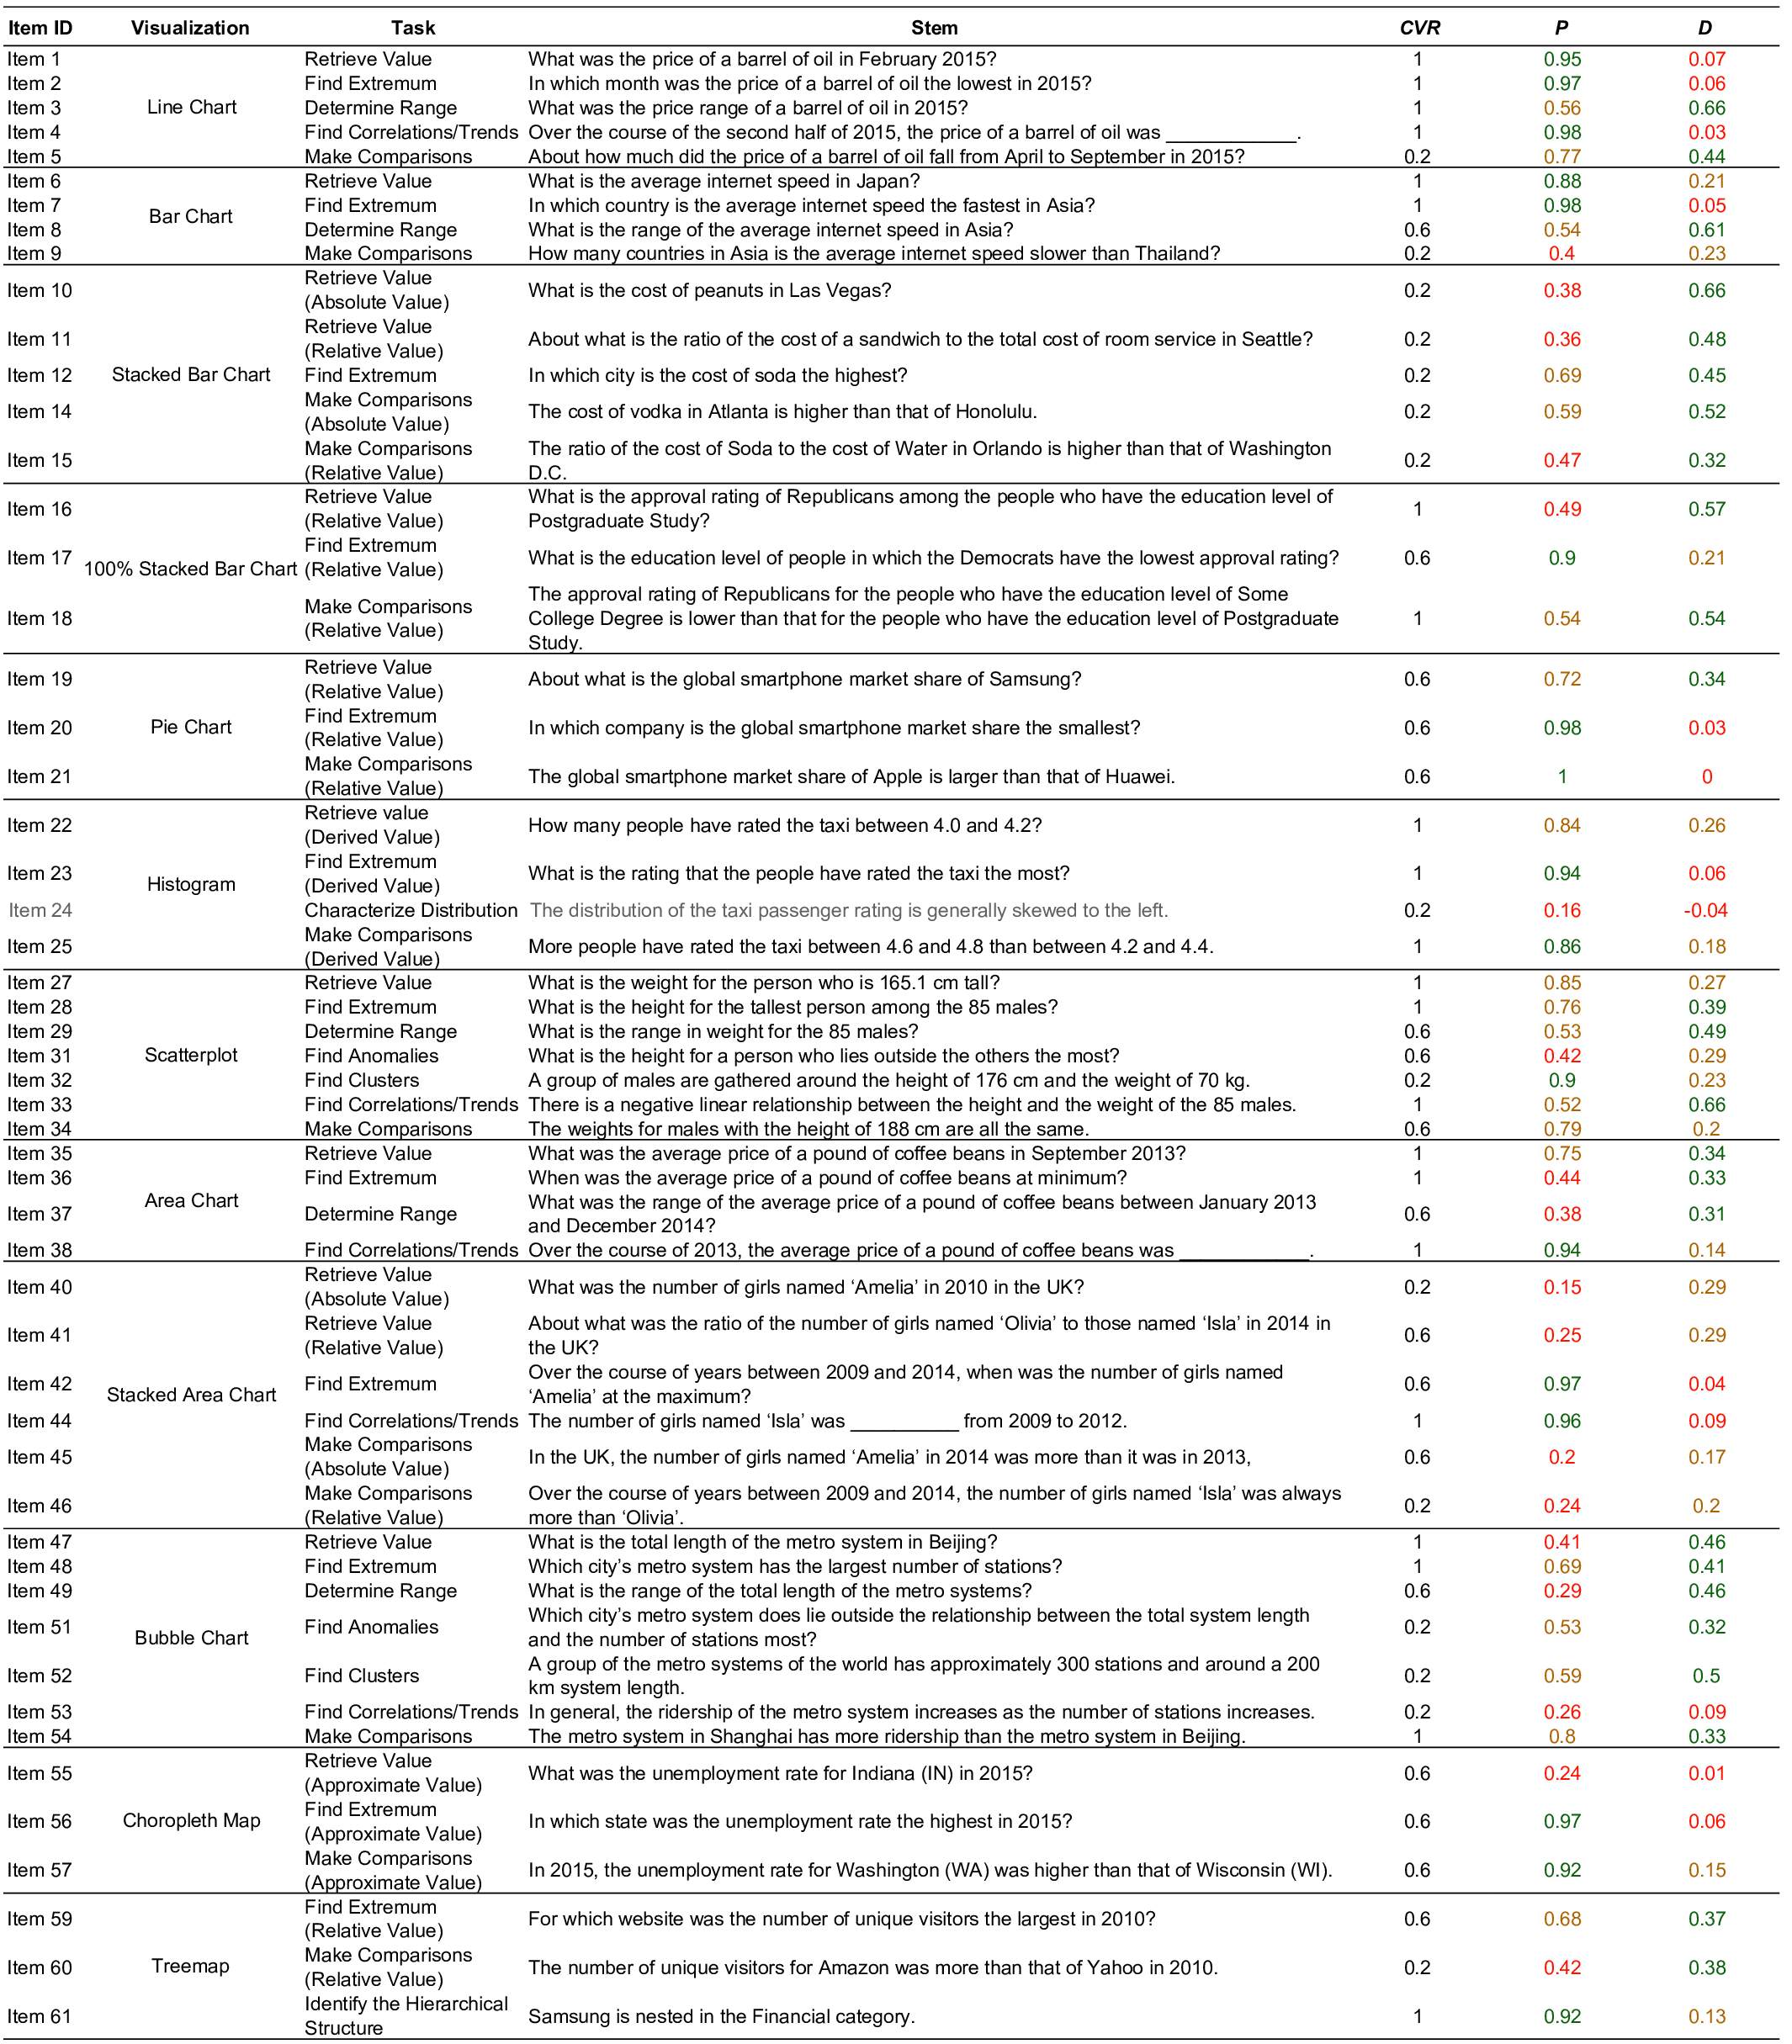 Item ID Visualization Task Stem CVR P D
Item 1 Retrieve Value What was the price of a barrel of oil in February 2015? 1 0.95 0.07
Item 2 Find Extremum In which month was the price of a barrel of oil the lowest in 2015? 1 0.97 0.06
Item 3 Line Chart Determine Range What was the price range of a barrel of oil in 2015? 1 0.56 0.66
Item 4 Find Correlations/Trends Over the course of the second half of 2015, the price of a barrel of oil was ____________. 1 0.98 0.03
Item 5 Make Comparisons About how much did the price of a barrel of oil fall from April to September in 2015? 0.2 0.77 0.44
Item 6 Retrieve Value What is the average internet speed in Japan? 1 0.88 0.21
Item 7 Bar Chart Find Extremum In which country is the average internet speed the fastest in Asia? 1 0.98 0.05
Item 8 Determine Range What is the range of the average internet speed in Asia? 0.6 0.54 0.61
Item 9 Make Comparisons How many countries in Asia is the average internet speed slower than Thailand? 0.2 0.4 0.23
Retrieve Value
Item 10 What is the cost of peanuts in Las Vegas? 0.2 0.38 0.66
(Absolute Value)
Retrieve Value
Item 11 About what is the ratio of the cost of a sandwich to the total cost of room service in Seattle? 0.2 0.36 0.48
(Relative Value)
Item 12 Stacked Bar Chart Find Extremum In which city is the cost of soda the highest? 0.2 0.69 0.45
Make Comparisons
Item 14 The cost of vodka in Atlanta is higher than that of Honolulu. 0.2 0.59 0.52
(Absolute Value)
Make Comparisons The ratio of the cost of Soda to the cost of Water in Orlando is higher than that of Washington
Item 15 0.2 0.47 0.32
(Relative Value) D.C.
Retrieve Value What is the approval rating of Republicans among the people who have the education level of
Item 16 1 0.49 0.57
(Relative Value) Postgraduate Study?
Find Extremum
Item 17 What is the education level of people in which the Democrats have the lowest approval rating? 0.6 0.9 0.21
100% Stacked Bar Chart (Relative Value)
The approval rating of Republicans for the people who have the education level of Some
Make Comparisons
Item 18 College Degree is lower than that for the people who have the education level of Postgraduate 1 0.54 0.54
(Relative Value)
Study.
Retrieve Value
Item 19 About what is the global smartphone market share of Samsung? 0.6 0.72 0.34
(Relative Value)
Find Extremum
Item 20 Pie Chart In which company is the global smartphone market share the smallest? 0.6 0.98 0.03
(Relative Value)
Make Comparisons
Item 21 The global smartphone market share of Apple is larger than that of Huawei. 0.6 1 0
(Relative Value)
Retrieve value
Item 22 How many people have rated the taxi between 4.0 and 4.2? 1 0.84 0.26
(Derived Value)
Find Extremum
Item 23 What is the rating that the people have rated the taxi the most? 1 0.94 0.06
Histogram (Derived Value)
Item 24 Characterize Distribution The distribution of the taxi passenger rating is generally skewed to the left. 0.2 0.16 -0.04
Make Comparisons
Item 25 More people have rated the taxi between 4.6 and 4.8 than between 4.2 and 4.4. 1 0.86 0.18
(Derived Value)
Item 27 Retrieve Value What is the weight for the person who is 165.1 cm tall? 1 0.85 0.27
Item 28 Find Extremum What is the height for the tallest person among the 85 males? 1 0.76 0.39
Item 29 Determine Range What is the range in weight for the 85 males? 0.6 0.53 0.49
Item 31 Scatterplot Find Anomalies What is the height for a person who lies outside the others the most? 0.6 0.42 0.29
Item 32 Find Clusters A group of males are gathered around the height of 176 cm and the weight of 70 kg. 0.2 0.9 0.23
Item 33 Find Correlations/Trends There is a negative linear relationship between the height and the weight of the 85 males. 1 0.52 0.66
Item 34 Make Comparisons The weights for males with the height of 188 cm are all the same. 0.6 0.79 0.2
Item 35 Retrieve Value What was the average price of a pound of coffee beans in September 2013? 1 0.75 0.34
Item 36 Find Extremum When was the average price of a pound of coffee beans at minimum? 1 0.44 0.33
Area Chart What was the range of the average price of a pound of coffee beans between January 2013
Item 37 Determine Range 0.6 0.38 0.31
and December 2014?
Item 38 Find Correlations/Trends Over the course of 2013, the average price of a pound of coffee beans was ____________. 1 0.94 0.14
Retrieve Value
Item 40 What was the number of girls named ‘Amelia’ in 2010 in the UK? 0.2 0.15 0.29
(Absolute Value)
Retrieve Value About what was the ratio of the number of girls named ‘Olivia’ to those named ‘Isla’ in 2014 in
Item 41 0.6 0.25 0.29
(Relative Value) the UK?
Over the course of years between 2009 and 2014, when was the number of girls named
Item 42 Find Extremum 0.6 0.97 0.04
Stacked Area Chart ‘Amelia’ at the maximum?
Item 44 Find Correlations/Trends The number of girls named ‘Isla’ was __________ from 2009 to 2012. 1 0.96 0.09
Make Comparisons
Item 45 In the UK, the number of girls named ‘Amelia’ in 2014 was more than it was in 2013, 0.6 0.2 0.17
(Absolute Value)
Make Comparisons Over the course of years between 2009 and 2014, the number of girls named ‘Isla’ was always
Item 46 0.2 0.24 0.2
(Relative Value) more than ‘Olivia’.
Item 47 Retrieve Value What is the total length of the metro system in Beijing? 1 0.41 0.46
Item 48 Find Extremum Which city’s metro system has the largest number of stations? 1 0.69 0.41
Item 49 Determine Range What is the range of the total length of the metro systems? 0.6 0.29 0.46
Which city’s metro system does lie outside the relationship between the total system length
Item 51 Find Anomalies 0.2 0.53 0.32
Bubble Chart and the number of stations most?
A group of the metro systems of the world has approximately 300 stations and around a 200
Item 52 Find Clusters 0.2 0.59 0.5
km system length.
Item 53 Find Correlations/Trends In general, the ridership of the metro system increases as the number of stations increases. 0.2 0.26 0.09
Item 54 Make Comparisons The metro system in Shanghai has more ridership than the metro system in Beijing. 1 0.8 0.33
Retrieve Value
Item 55 What was the unemployment rate for Indiana (IN) in 2015? 0.6 0.24 0.01
(Approximate Value)
Find Extremum
Item 56 Choropleth Map In which state was the unemployment rate the highest in 2015? 0.6 0.97 0.06
(Approximate Value)
Make Comparisons
Item 57 In 2015, the unemployment rate for Washington (WA) was higher than that of Wisconsin (WI). 0.6 0.92 0.15
(Approximate Value)
Find Extremum
Item 59 For which website was the number of unique visitors the largest in 2010? 0.6 0.68 0.37
(Relative Value)
Make Comparisons
Item 60 Treemap The number of unique visitors for Amazon was more than that of Yahoo in 2010. 0.2 0.42 0.38
(Relative Value)
Identify the Hierarchical
Item 61 Samsung is nested in the Financial category. 1 0.92 0.13
Structure